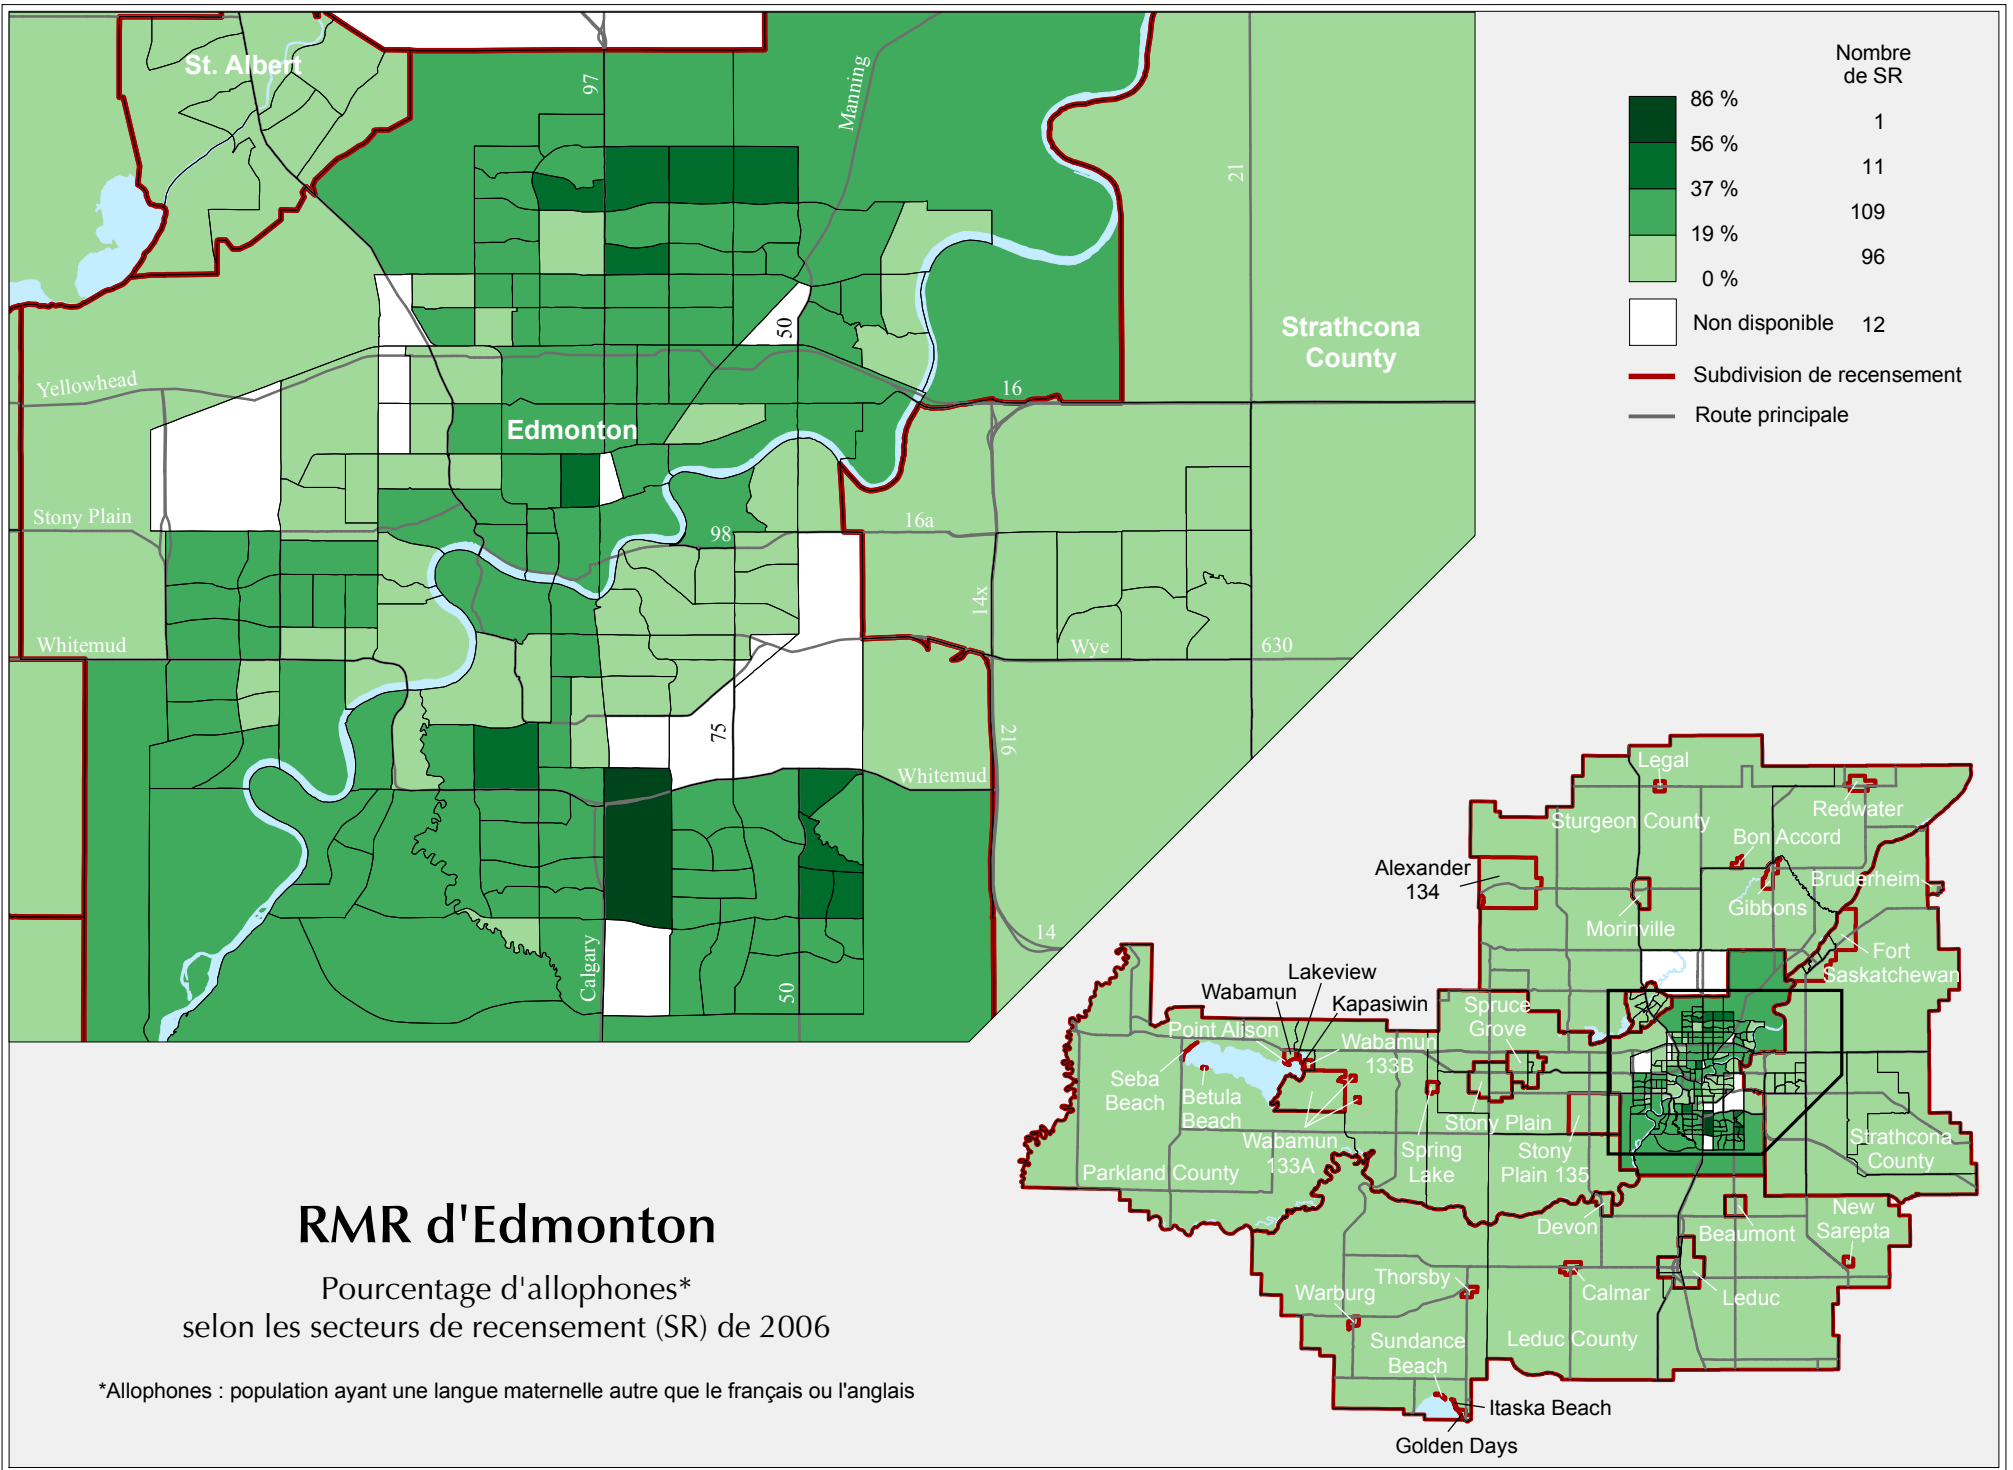 St. Albert
97
Manning
21
Strathcona
County
50
Yellowhead
16
Edmonton
Stony Plain
98
16a
14x
Whitemud
Wye
630
75
216
Whitemud
Calgary
50
14
Nombre
de SR
86 %
1
56 %
11
37 %
109
19 %
96
0 %
Non disponible 12
Subdivision de recensement
Route principale
Legal
Redwater
Sturgeon County
Bon Accord
Alexander
134
Bruderheim
Gibbons
Morinville
Fort
Saskatchewan
Lakeview
Wabamun
Kapasiwin
Spruce
Grove
Point Alison
Wabamun
133B
Seba
Beach
Betula
Beach
Stony Plain
Wabamun
133A
Spring
Lake
Stony
Plain 135
Strathcona
County
Parkland County
Devon
Beaumont
New
Sarepta
Thorsby
Warburg
Calmar
Leduc
Sundance
Beach
Leduc County
Itaska Beach
Golden Days
RMR d'Edmonton
Pourcentage d'allophones*
selon les secteurs de recensement (SR) de 2006
*Allophones : population ayant une langue maternelle autre que le français ou l'anglais